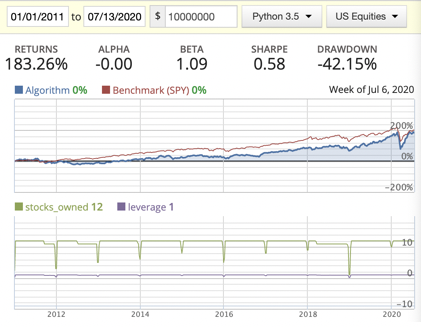 01/01/2011 to 07/13/2020 $ 10000000 Python 3.5 US Equities
RETURNS ALPHA BETA SHARPE DRAWDOWN
183.26% -0.00 1.09 0.58 -42.15%
Algorithm 0% Benchmark (SPY) 0% Week of Jul 6, 2020
200%
0%
-200%
stocks_owned 12 leverage 1
10
0
-10
2012 2014 2016 2018 2020